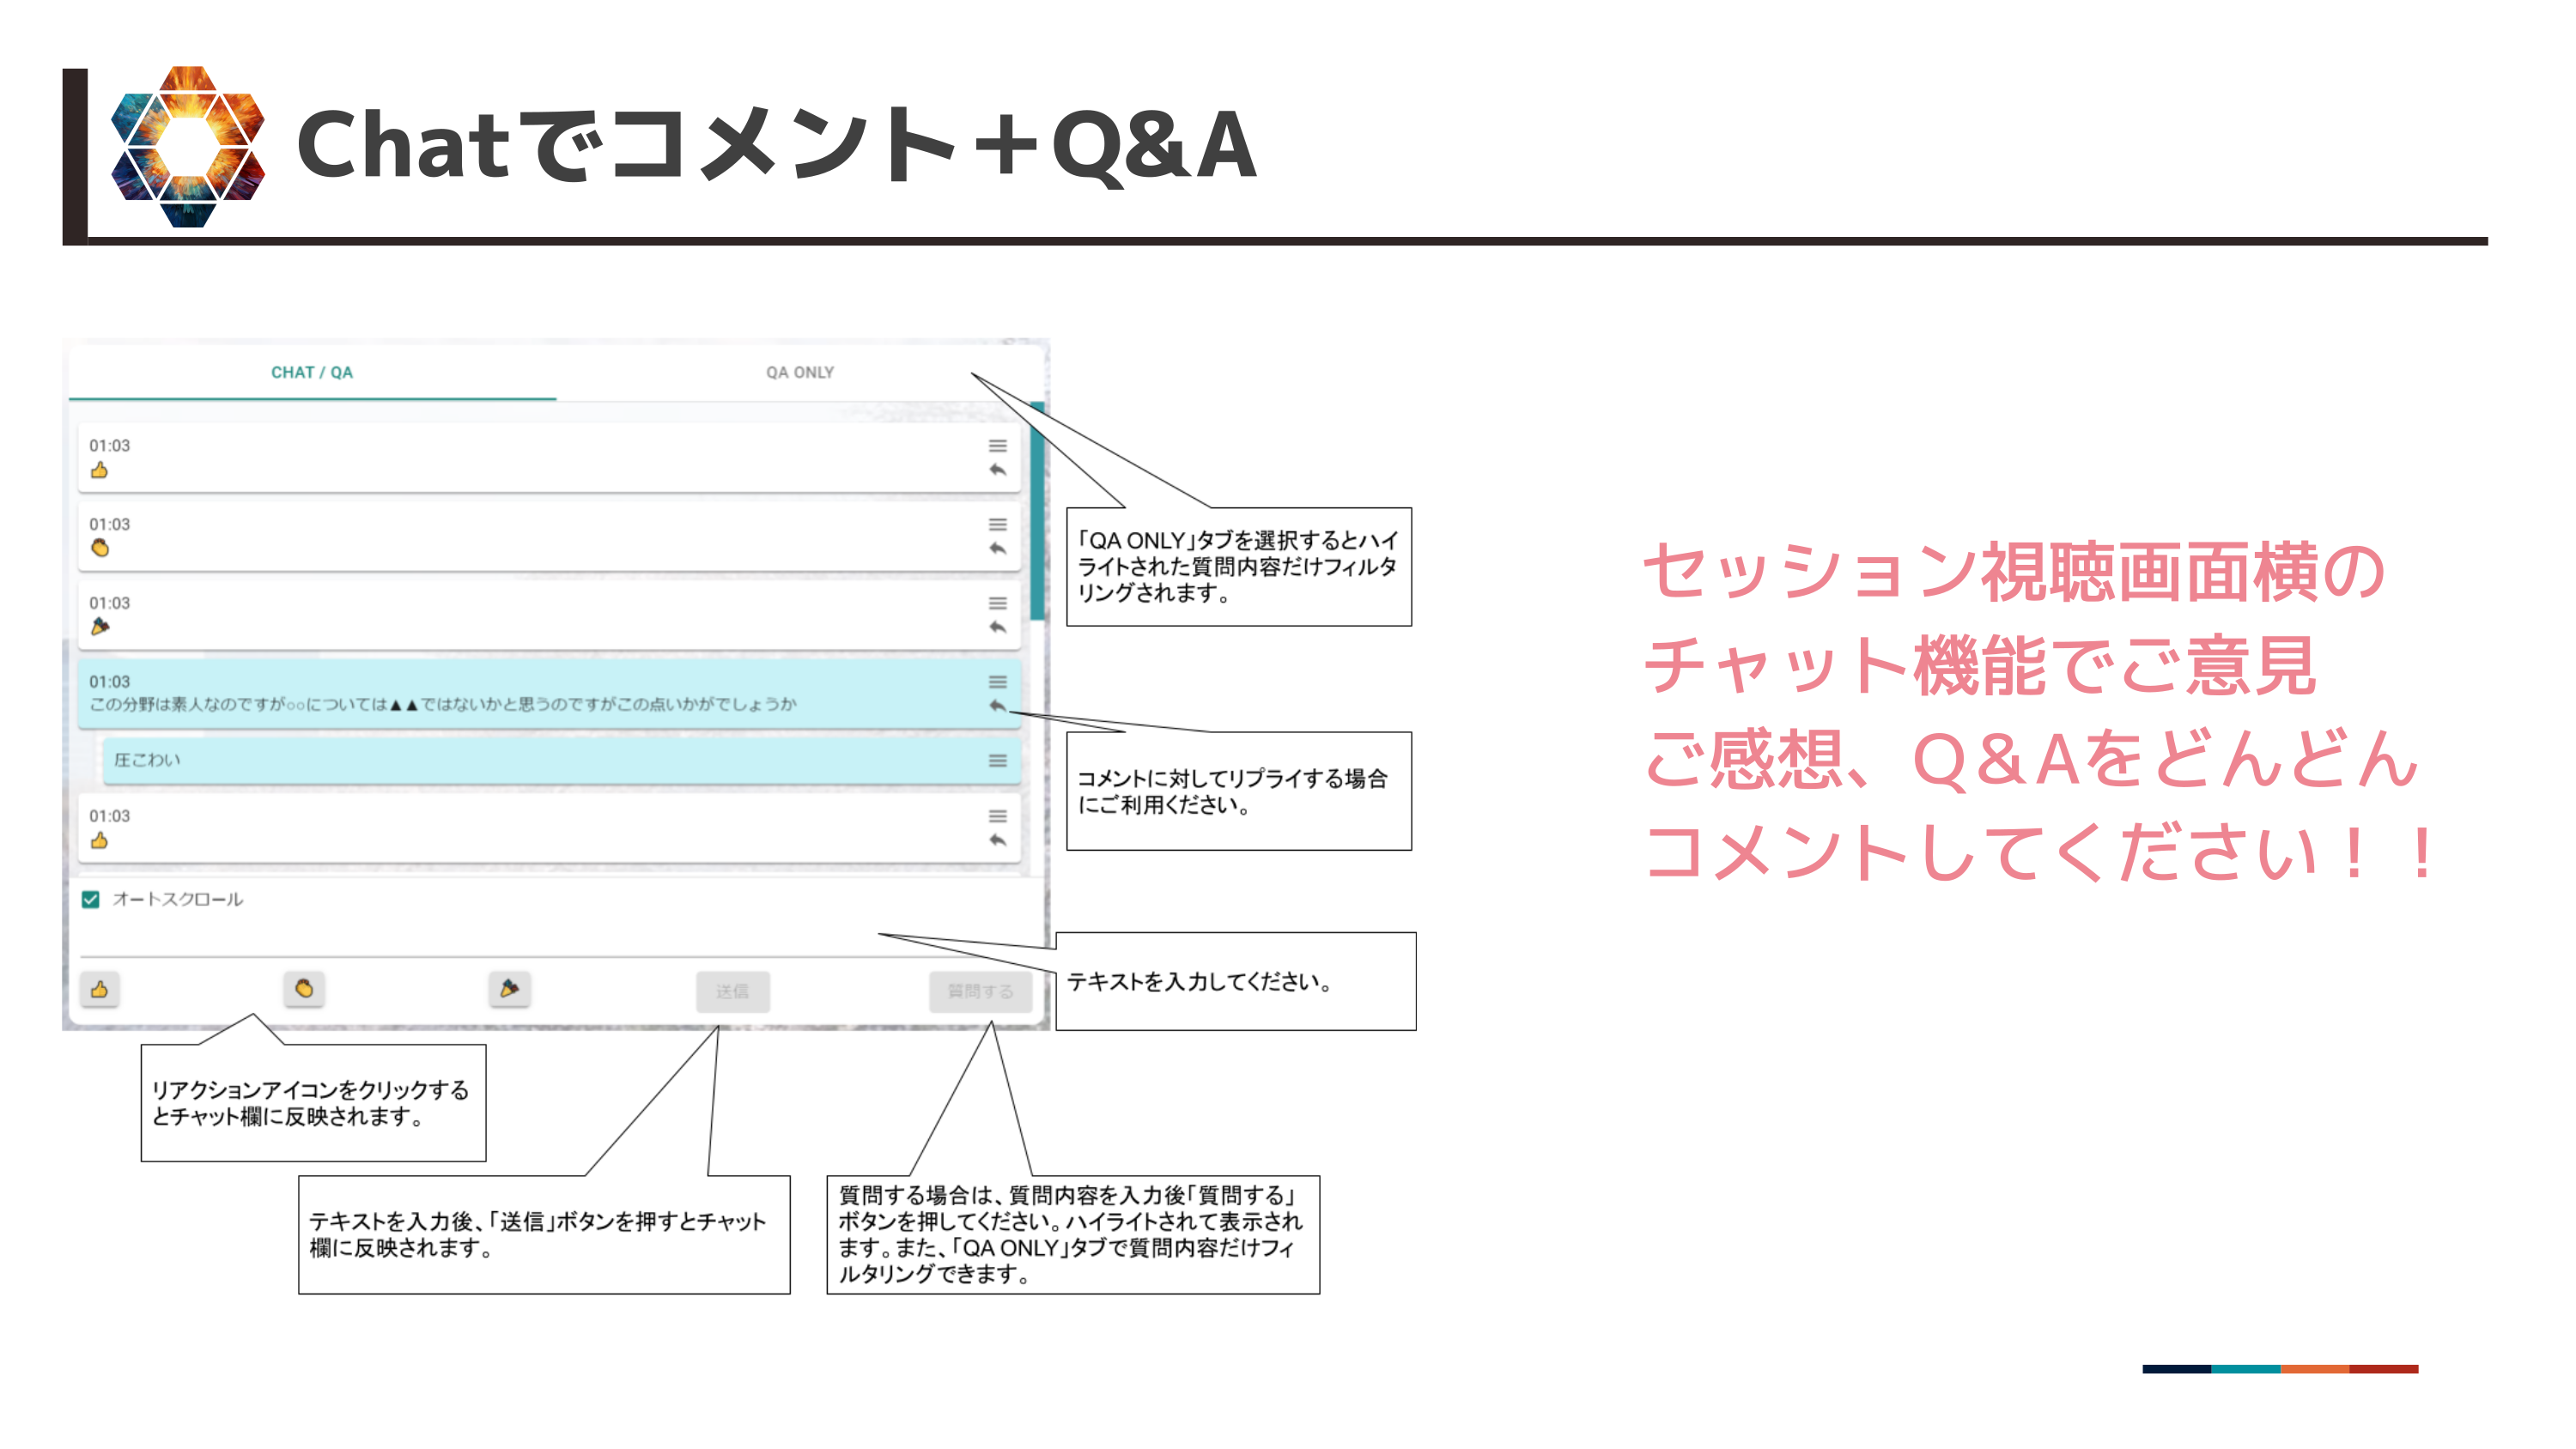 Chatでコメント＋Q&A
CHAT / QA
QA ONLY
01:03
01:03
01:03
01:03
この分野は素人なのですが○○については▲▲ではないかと思うのですがこの点いかがでしょうか
圧こわい
01:03
オートスクロール
送信
質問する
「QA ONLY」タブを選択するとハイ
ライトされた質問内容だけフィルタ
リングされます。
コメントに対してリプライする場合
にご利用ください。
テキストを入力してください。
リアクションアイコンをクリックする
とチャット欄に反映されます。
テキストを入力後、「送信」ボタンを押すとチャット
欄に反映されます。
質問する場合は、質問内容を入力後「質問する」
ボタンを押してください。ハイライトされて表示され
ます。また、「QA ONLY」タブで質問内容だけフィ
ルタリングできます。
セッション視聴画面横の
チャット機能でご意見
ご感想、Q＆Aをどんどん
コメントしてください！！